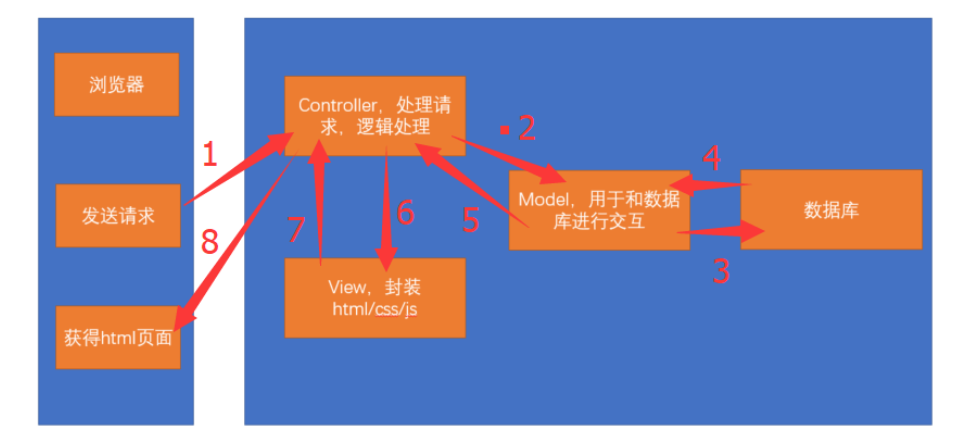 浏览器
Controller，处理请
求，逻辑处理
1
2
4
发送请求
Model，用于和数据
库进行交互
数据库
8
7
6
5
3
View，封装
html/css/js
获得html页面